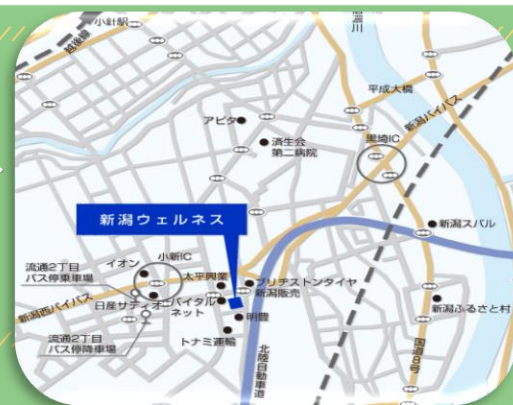 小針駅
越後線
平成大橋
新潟バイパス
アピタ
済生会
第二病院
黒埼IC
新潟ウェルネス
新潟スバル
流通2丁目
バス停乗車場
イオン
小新IC
太平興業
ブリヂストンタイヤ
新潟販売
日産サティオ
バイタル
ネット
新潟西バイパス
明豊
新潟ふるさと村
流通2丁目
バス停降車場
トナミ運輸
北陸自動車道
国道8号